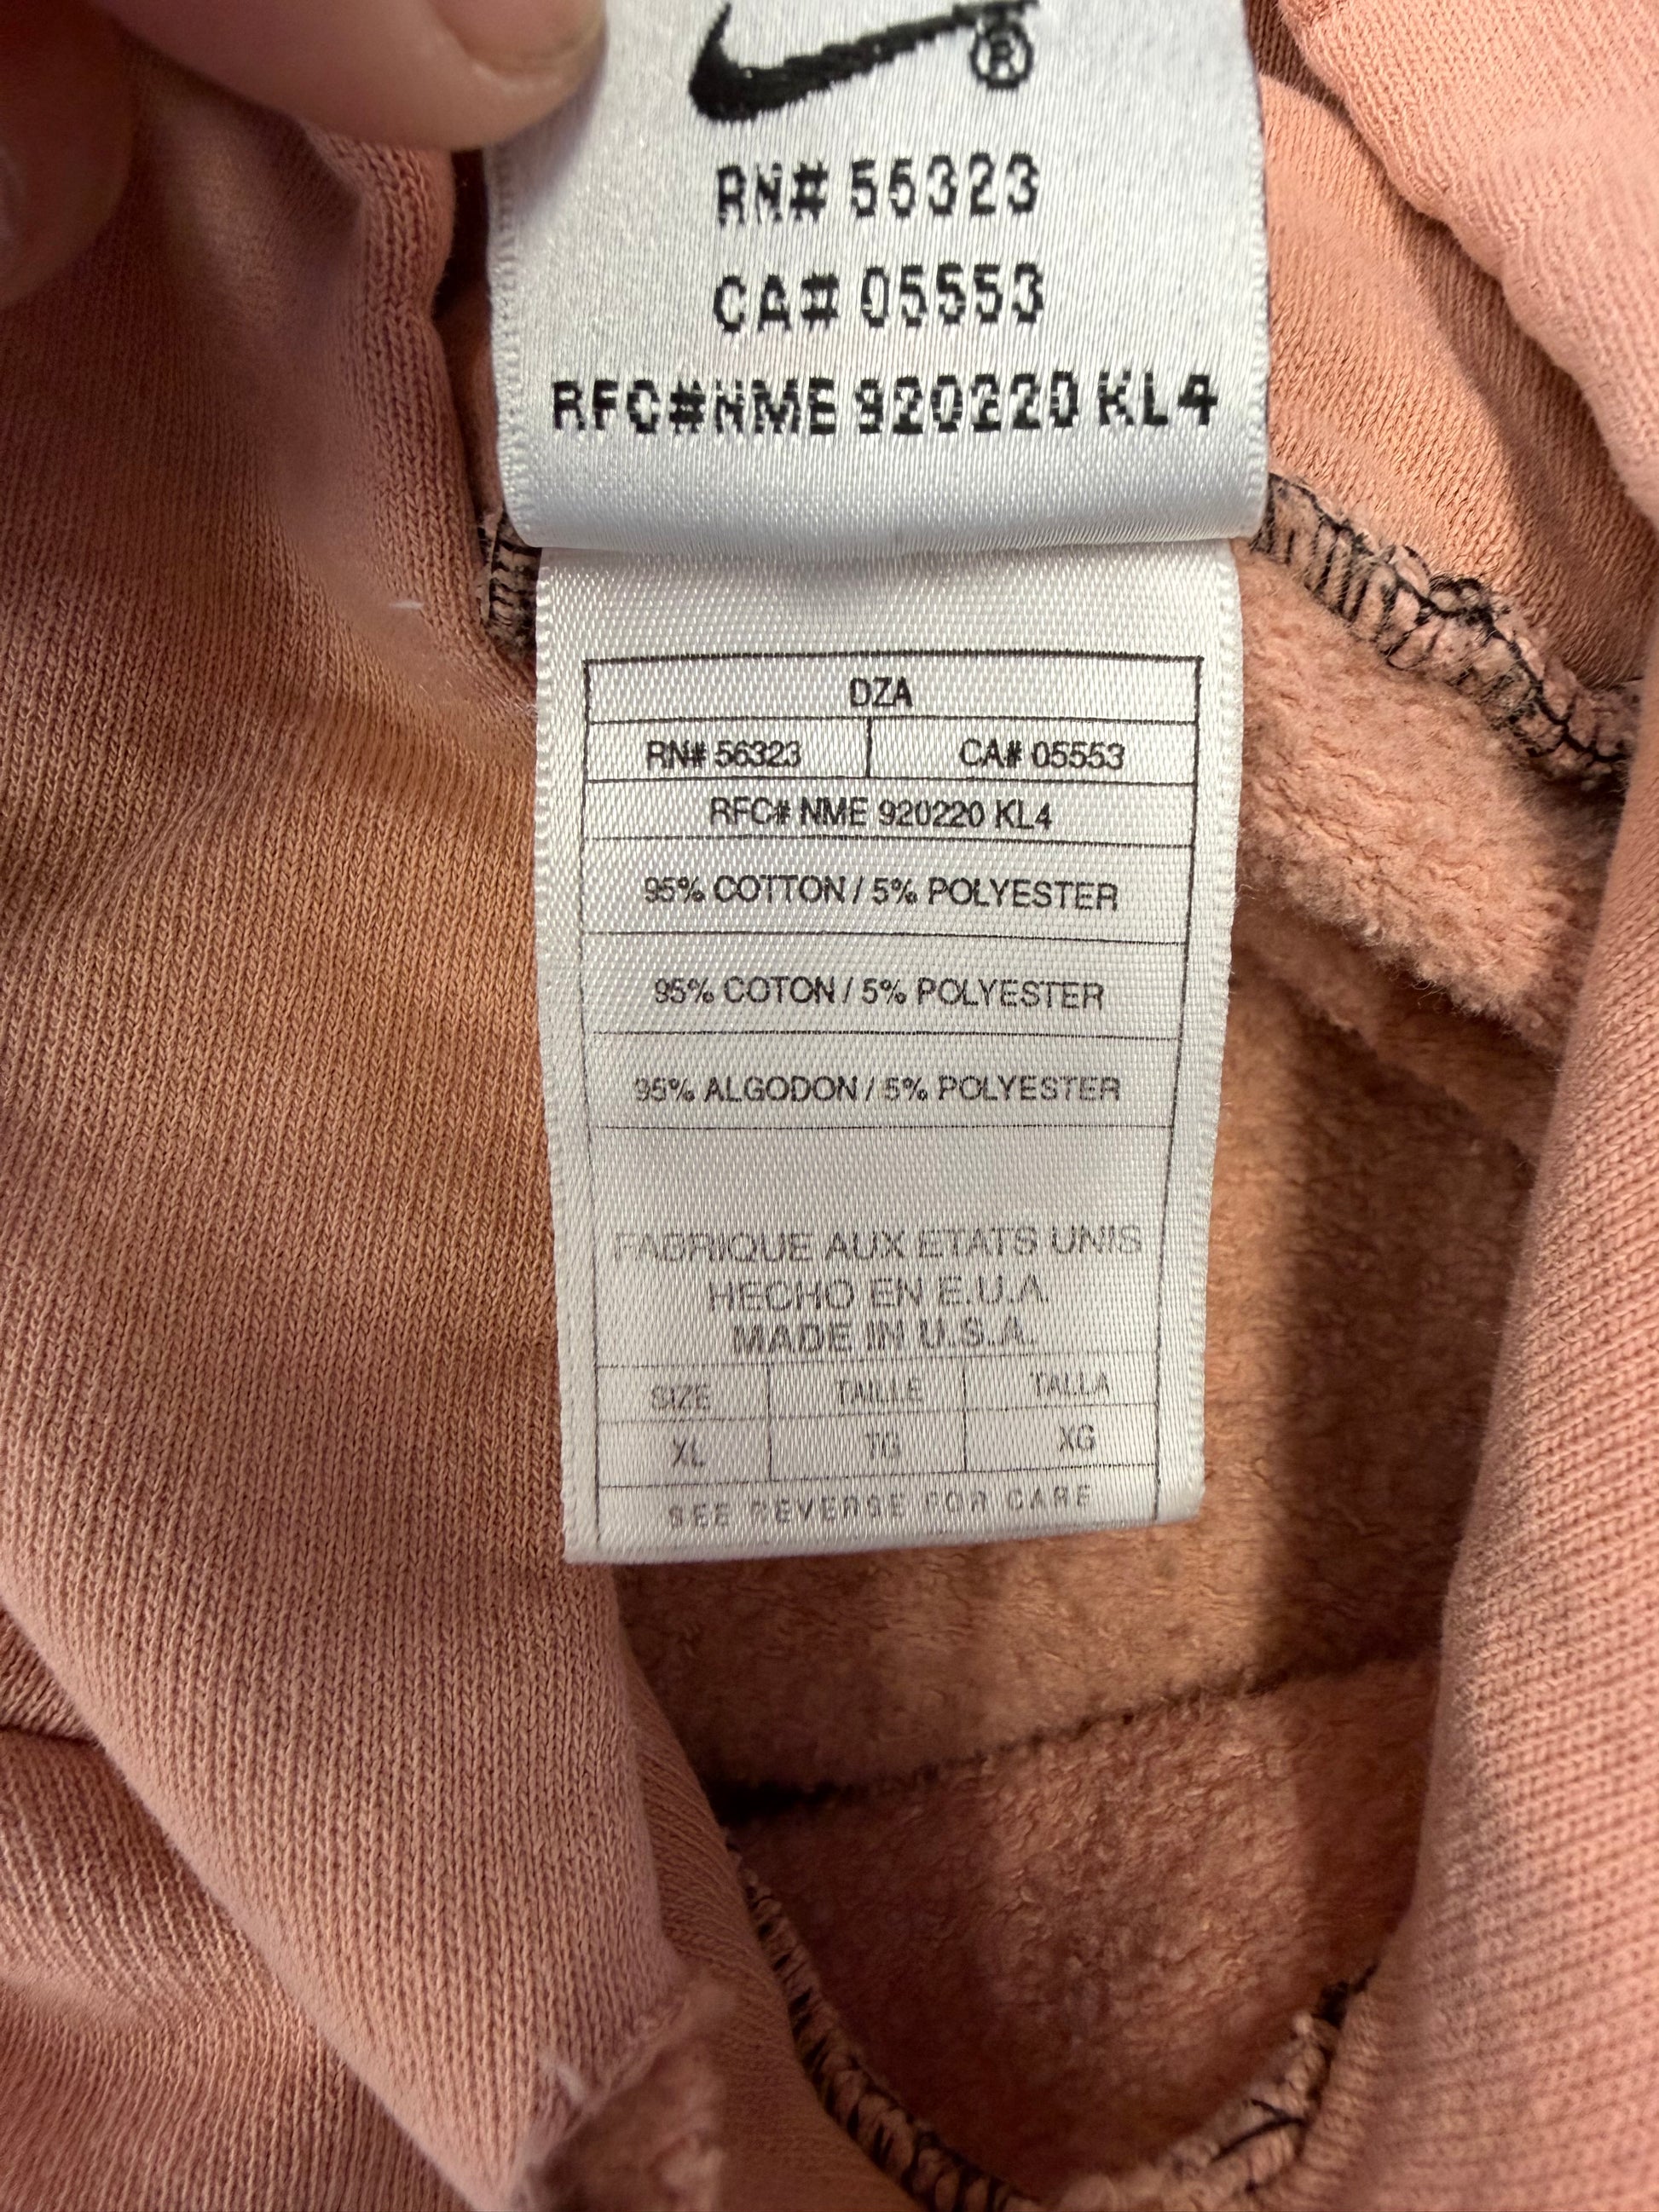 ®
RN# 56323
CA# 05553
RFC#NME 920220 KL4
DZA
RN# 56323 CA# 05553
RFC# NME 920220 KL4
95% COTTON / 5% POLYESTER
95% COTON / 5% POLYESTER
95% ALGODON / 5% POLYESTER
FABRIQUE AUX ETATS UNIS
HECHO EN E.U.A.
MADE IN U.S.A.
SIZE TAILLE TALLA
XL TG XG
SEE REVERSE FOR CARE